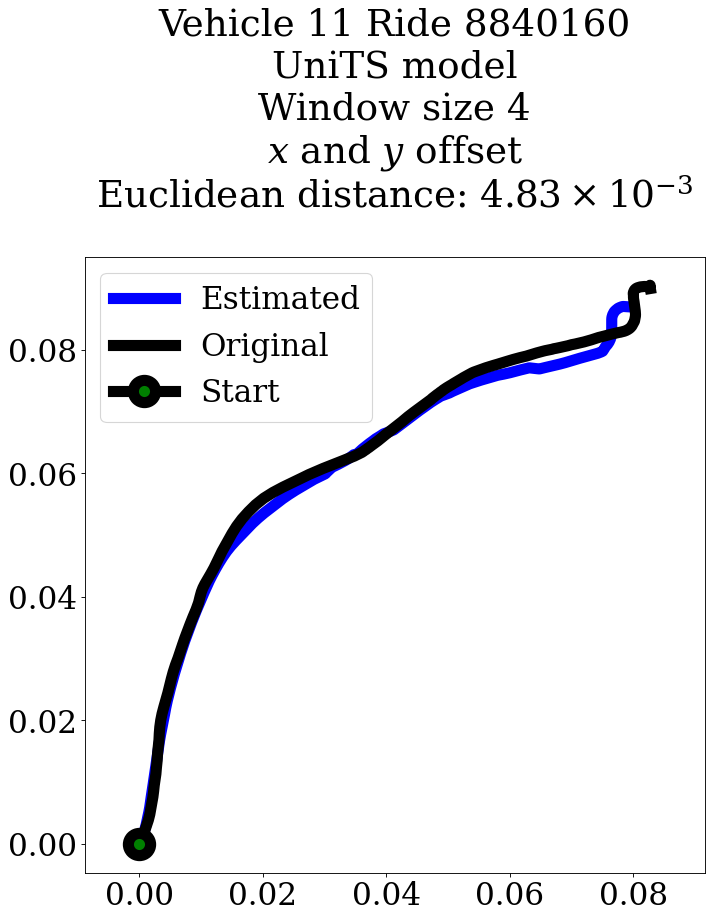 Vehicle 11 Ride 8840160
UniTS model
Window size 4
x and y offset
Euclidean distance: 4.83 × 10⁻³
Estimated
Original
Start
0.08
0.06
0.04
0.02
0.00
0.00 0.02 0.04 0.06 0.08